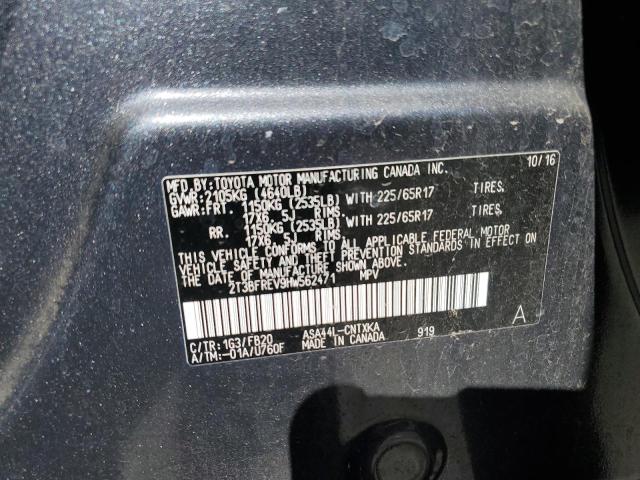 MFD.BY:TOYOTA MOTOR MANUFACTURING CANADA INC. 10/16
GVWR:2105KG (4640LB)
GAWR:FRT. 1150KG (2535LB) WITH 225/65R17 TIRES,
17X6. 5J RIMS,
RR. 1150KG (2535LB) WITH 225/65R17 TIRES,
17X6. 5J RIMS,
THIS VEHICLE CONFORMS TO ALL APPLICABLE FEDERAL MOTOR
VEHICLE SAFETY AND THEFT PREVENTION STANDARDS IN EFFECT ON
THE DATE OF MANUFACTURE SHOWN ABOVE.
2T3BFREV9HW562471 MPV
A
C/TR:1G3/FB20 ASA44L-CNTXKA 919
A/TM:-01A/U760F MADE IN CANADA